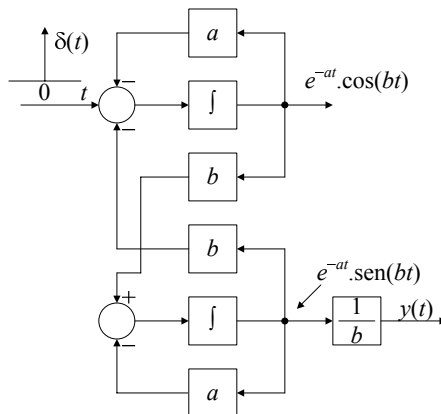 a
δ(t)
−
0
t
∫
e^{−at}.cos(bt)
−
b
b
e^{−at}.sen(bt)
+
∫
1
b
y(t)
−
a